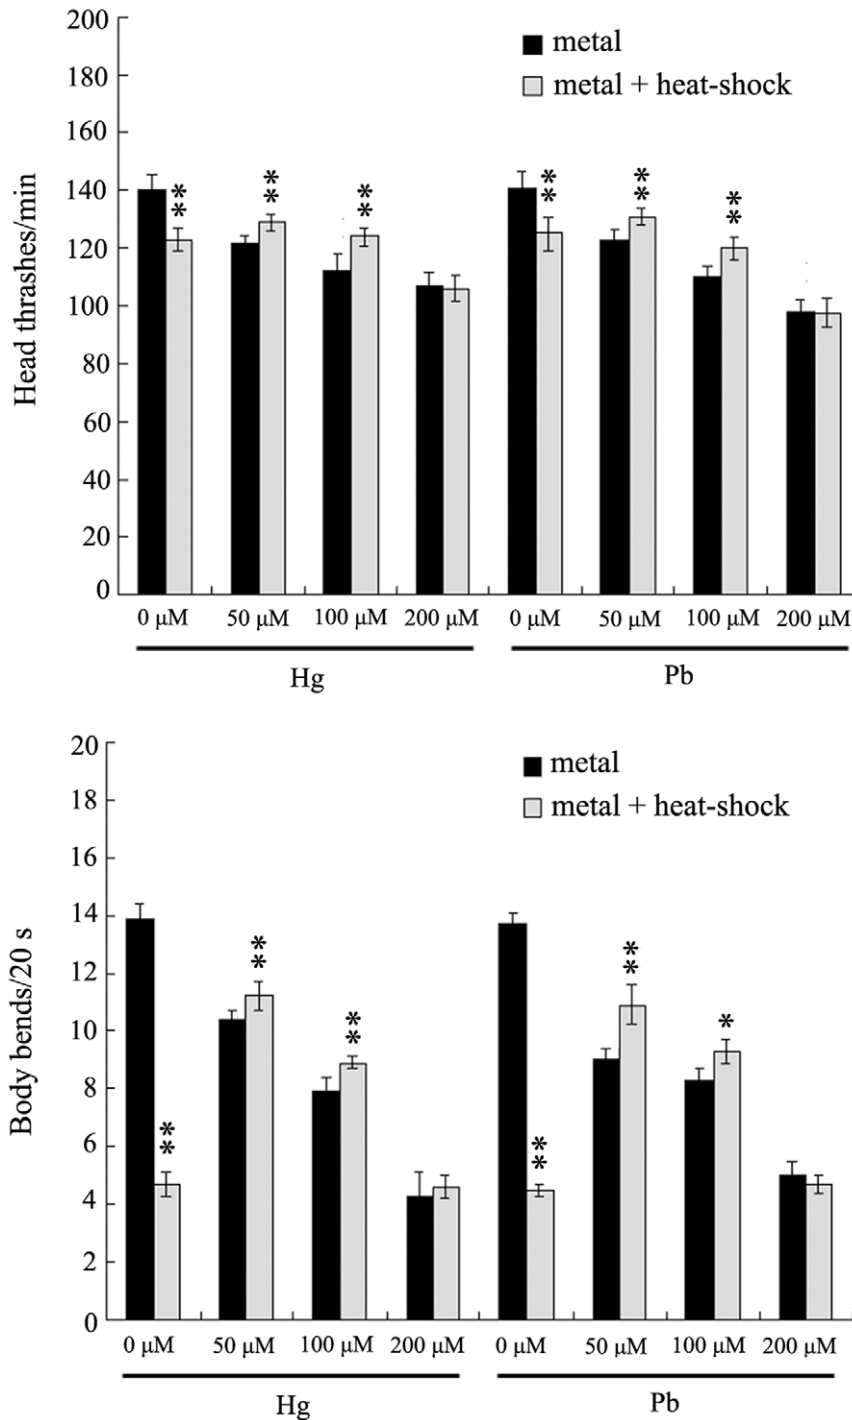 200
180
160
140
120
100
80
60
40
20
0
Head thrashes/min
metal
metal + heat-shock
** ** ** ** ** **
0 μM 50 μM 100 μM 200 μM 0 μM 50 μM 100 μM 200 μM
Hg Pb
20
18
16
14
12
10
8
6
4
2
0
Body bends/20 s
metal
metal + heat-shock
** ** ** ** ** *
0 μM 50 μM 100 μM 200 μM 0 μM 50 μM 100 μM 200 μM
Hg Pb